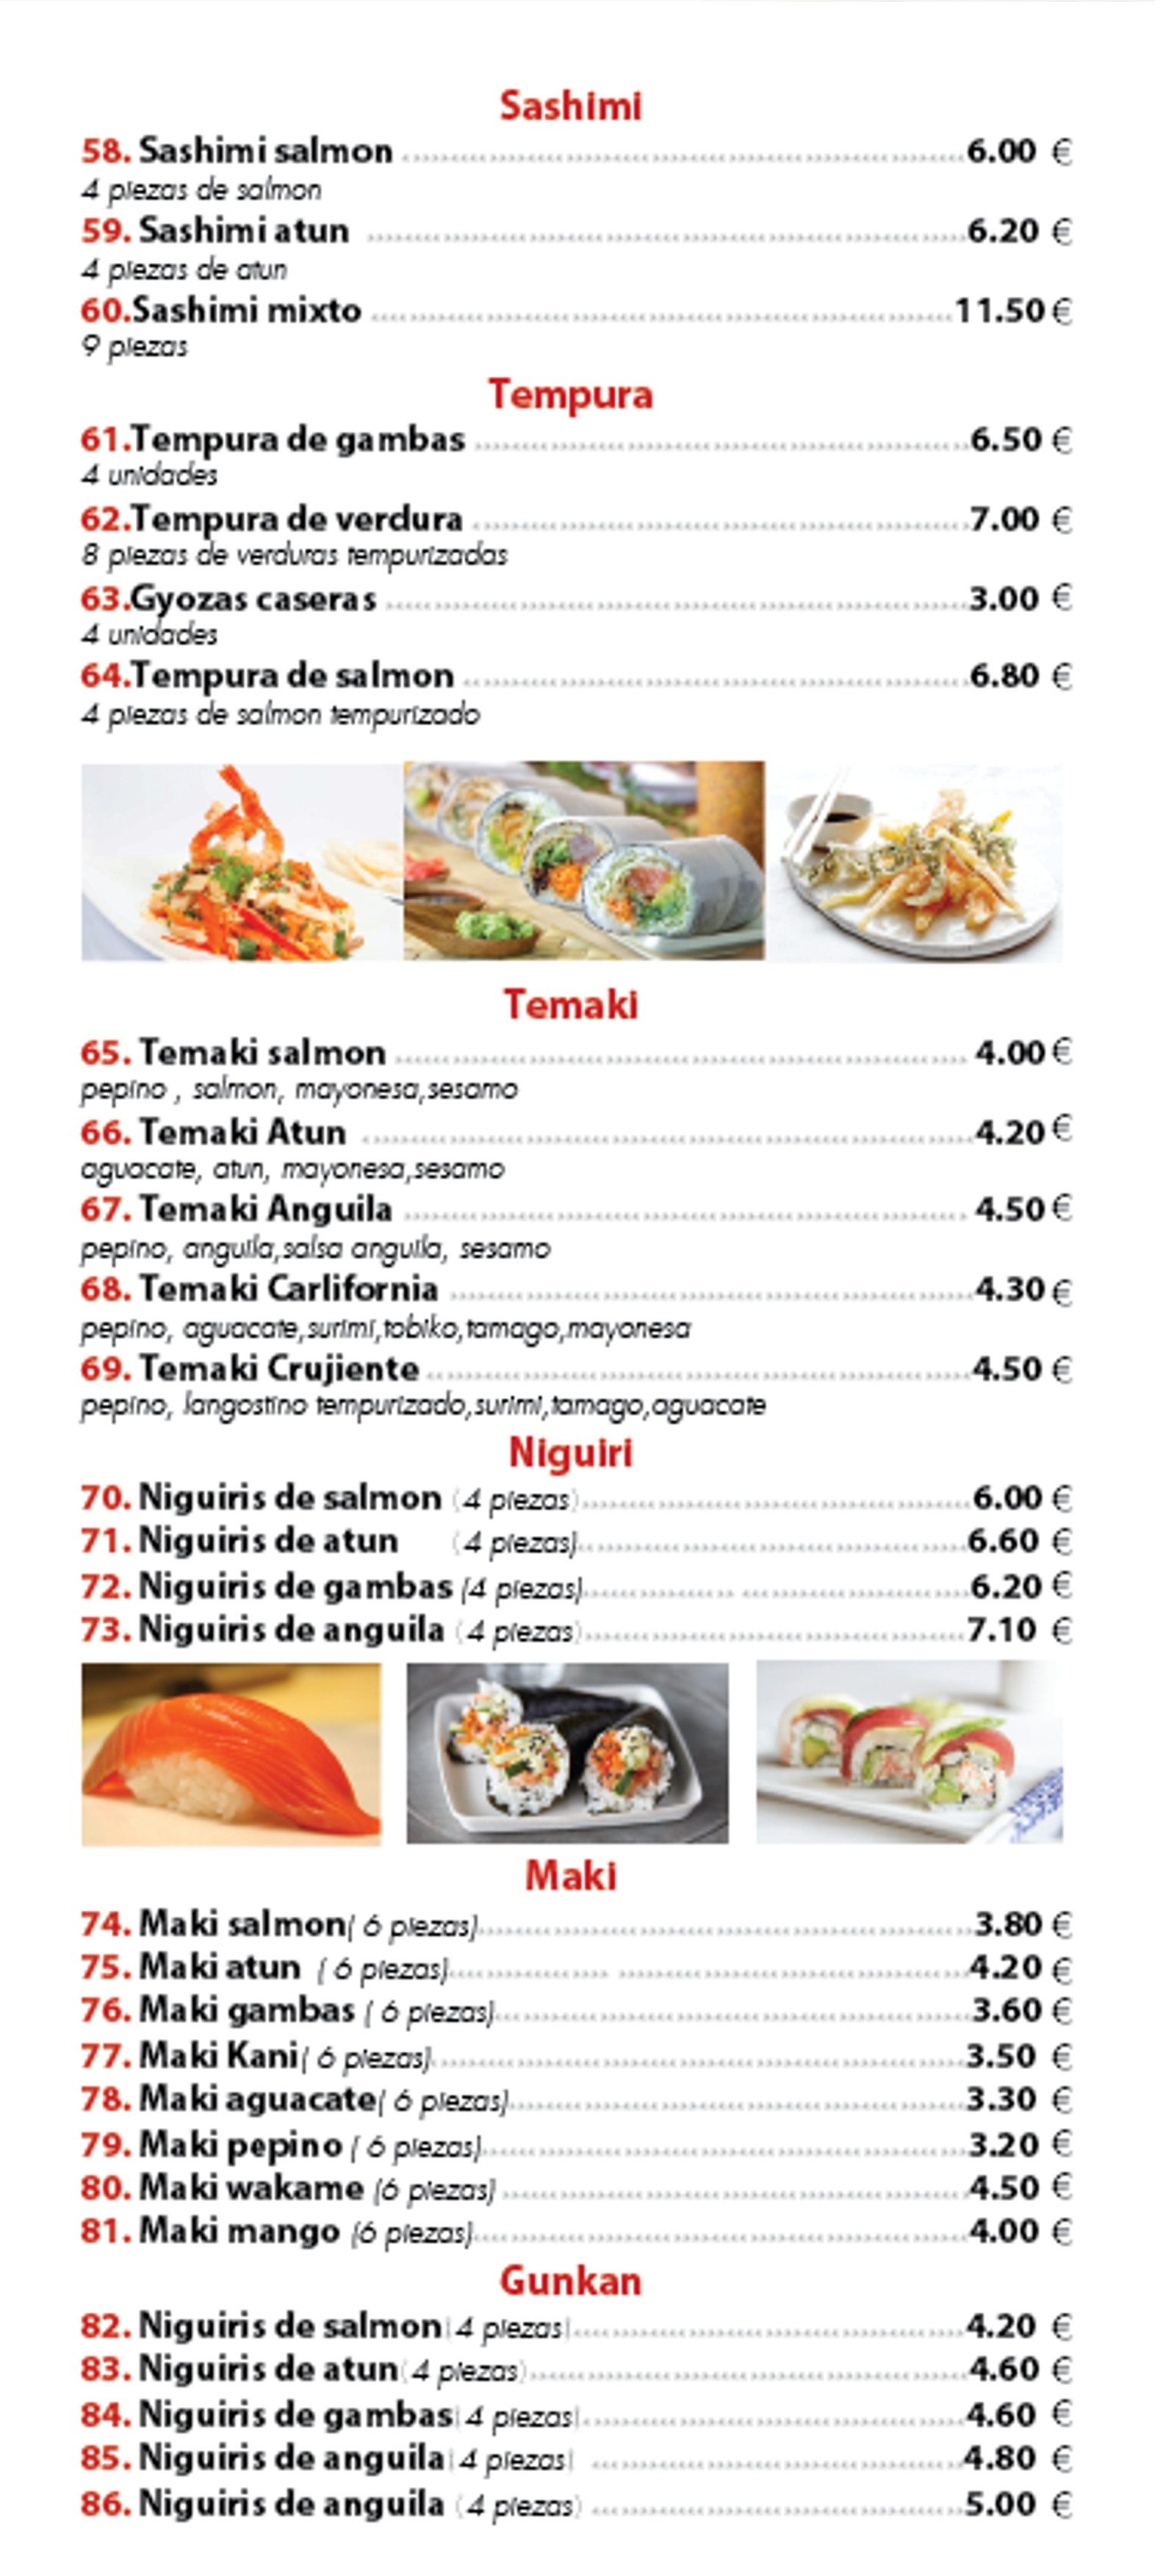 Sashimi
58. Sashimi salmon 6.00 €
4 piezas de salmon
59. Sashimi atun 6.20 €
4 piezas de atun
60.Sashimi mixto 11.50 €
9 piezas
Tempura
61.Tempura de gambas 6.50 €
4 unidades
62.Tempura de verdura 7.00 €
8 piezas de verduras tempurizadas
63.Gyozas caseras 3.00 €
4 unidades
64.Tempura de salmon 6.80 €
4 piezas de salmon tempurizado
Temaki
65. Temaki salmon 4.00 €
pepino , salmon, mayonesa,sesamo
66. Temaki Atun 4.20 €
aguacate, atun, mayonesa,sesamo
67. Temaki Anguila 4.50 €
pepino, anguila,salsa anguila, sesamo
68. Temaki Carlifornia 4.30 €
pepino, aguacate,surimi,tobiko,tamago,mayonesa
69. Temaki Crujiente 4.50 €
pepino, langostino tempurizado,surimi,tamago,aguacate
Niguiri
70. Niguiris de salmon (4 piezas) 6.00 €
71. Niguiris de atun (4 piezas) 6.60 €
72. Niguiris de gambas (4 piezas) 6.20 €
73. Niguiris de anguila (4 piezas) 7.10 €
Maki
74. Maki salmon( 6 piezas) 3.80 €
75. Maki atun ( 6 piezas) 4.20 €
76. Maki gambas ( 6 piezas) 3.60 €
77. Maki Kani( 6 piezas) 3.50 €
78. Maki aguacate( 6 piezas) 3.30 €
79. Maki pepino ( 6 piezas) 3.20 €
80. Maki wakame (6 piezas) 4.50 €
81. Maki mango (6 piezas) 4.00 €
Gunkan
82. Niguiris de salmon(4 piezas) 4.20 €
83. Niguiris de atun(4 piezas) 4.60 €
84. Niguiris de gambas(4 piezas) 4.60 €
85. Niguiris de anguila(4 piezas) 4.80 €
86. Niguiris de anguila (4 piezas) 5.00 €